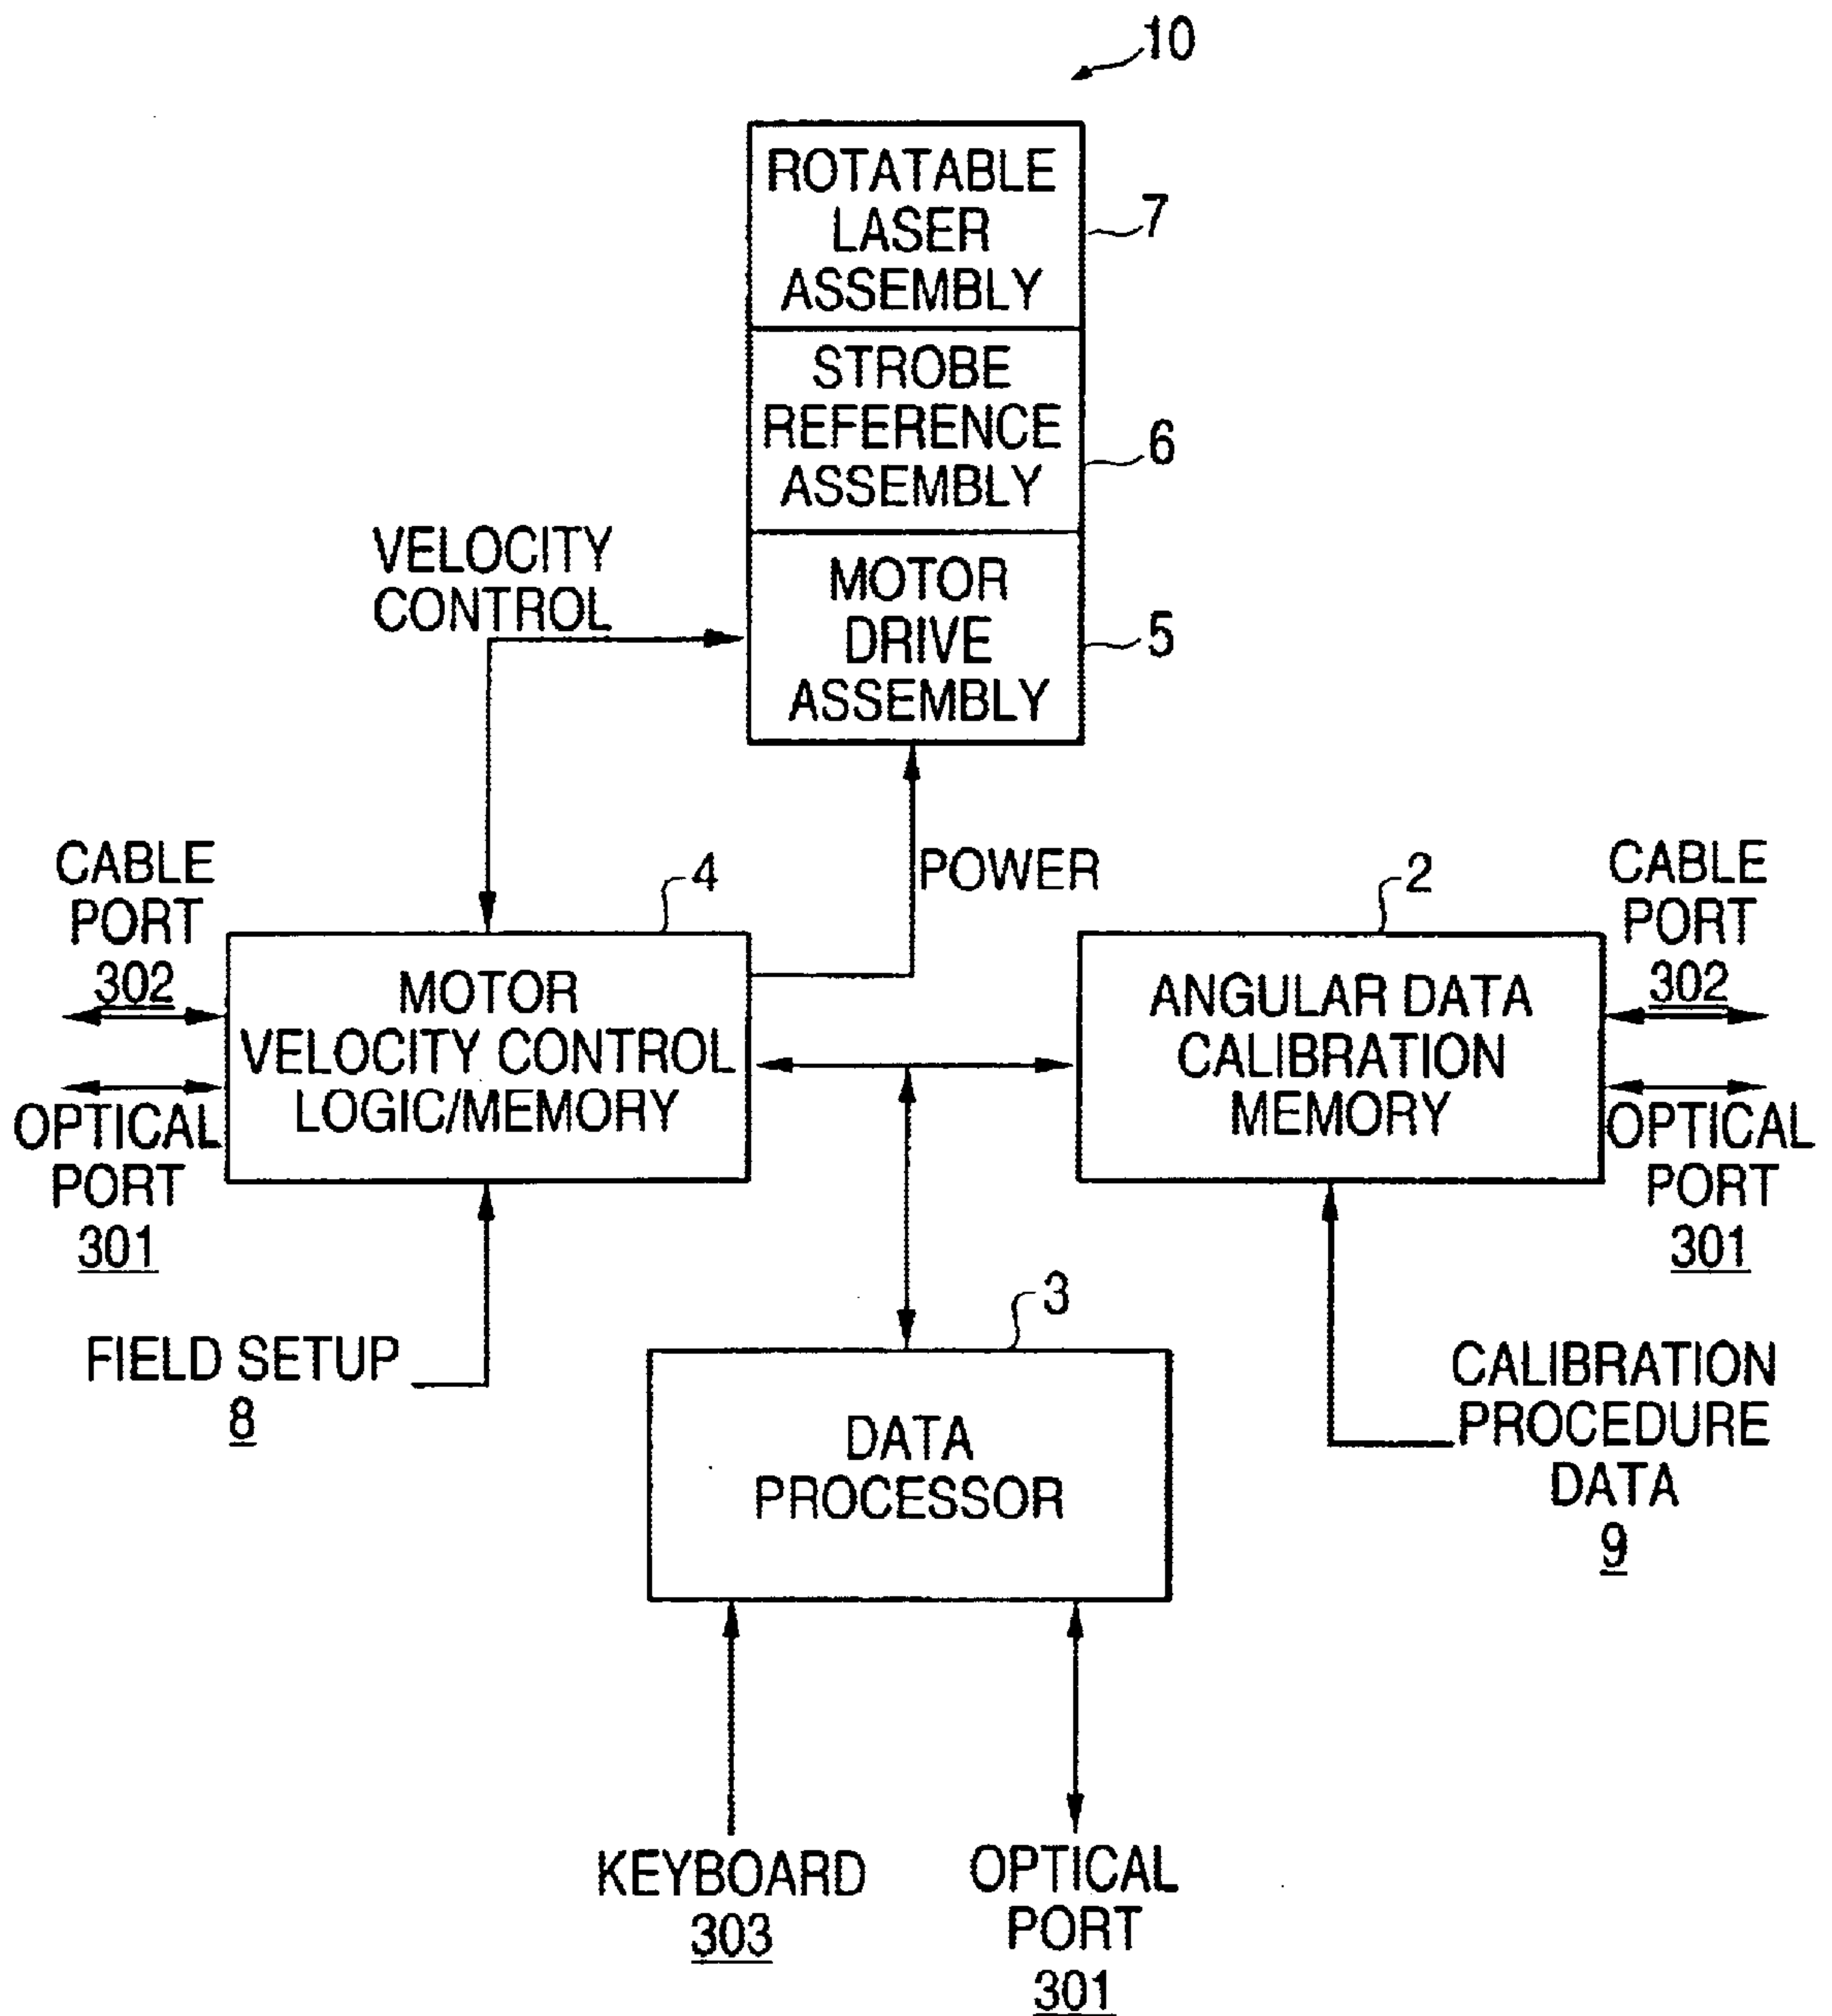 10
ROTATABLE
LASER
ASSEMBLY
7
STROBE
REFERENCE
ASSEMBLY
6
VELOCITY
CONTROL
MOTOR
DRIVE
ASSEMBLY
5
POWER
CABLE
PORT
302
OPTICAL
PORT
301
4
MOTOR
VELOCITY CONTROL
LOGIC/MEMORY
2
ANGULAR DATA
CALIBRATION
MEMORY
CABLE
PORT
302
OPTICAL
PORT
301
FIELD SETUP
8
3
DATA
PROCESSOR
CALIBRATION
PROCEDURE
DATA
9
KEYBOARD
303
OPTICAL
PORT
301